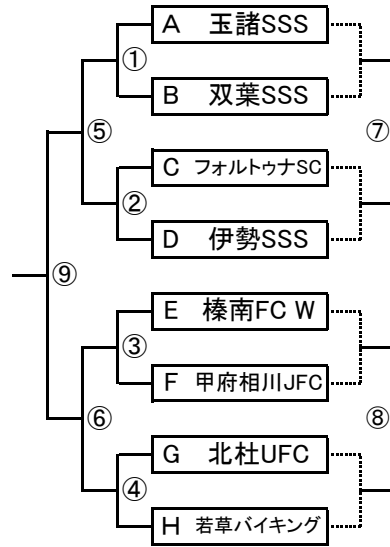 A 玉諸SSS
①
B 双葉SSS
⑤
⑦
C フォルトゥナSC
②
D 伊勢SSS
⑨
E 榛南FC W
③
F 甲府相川JFC
⑥
⑧
G 北杜UFC
④
H 若草バイキング